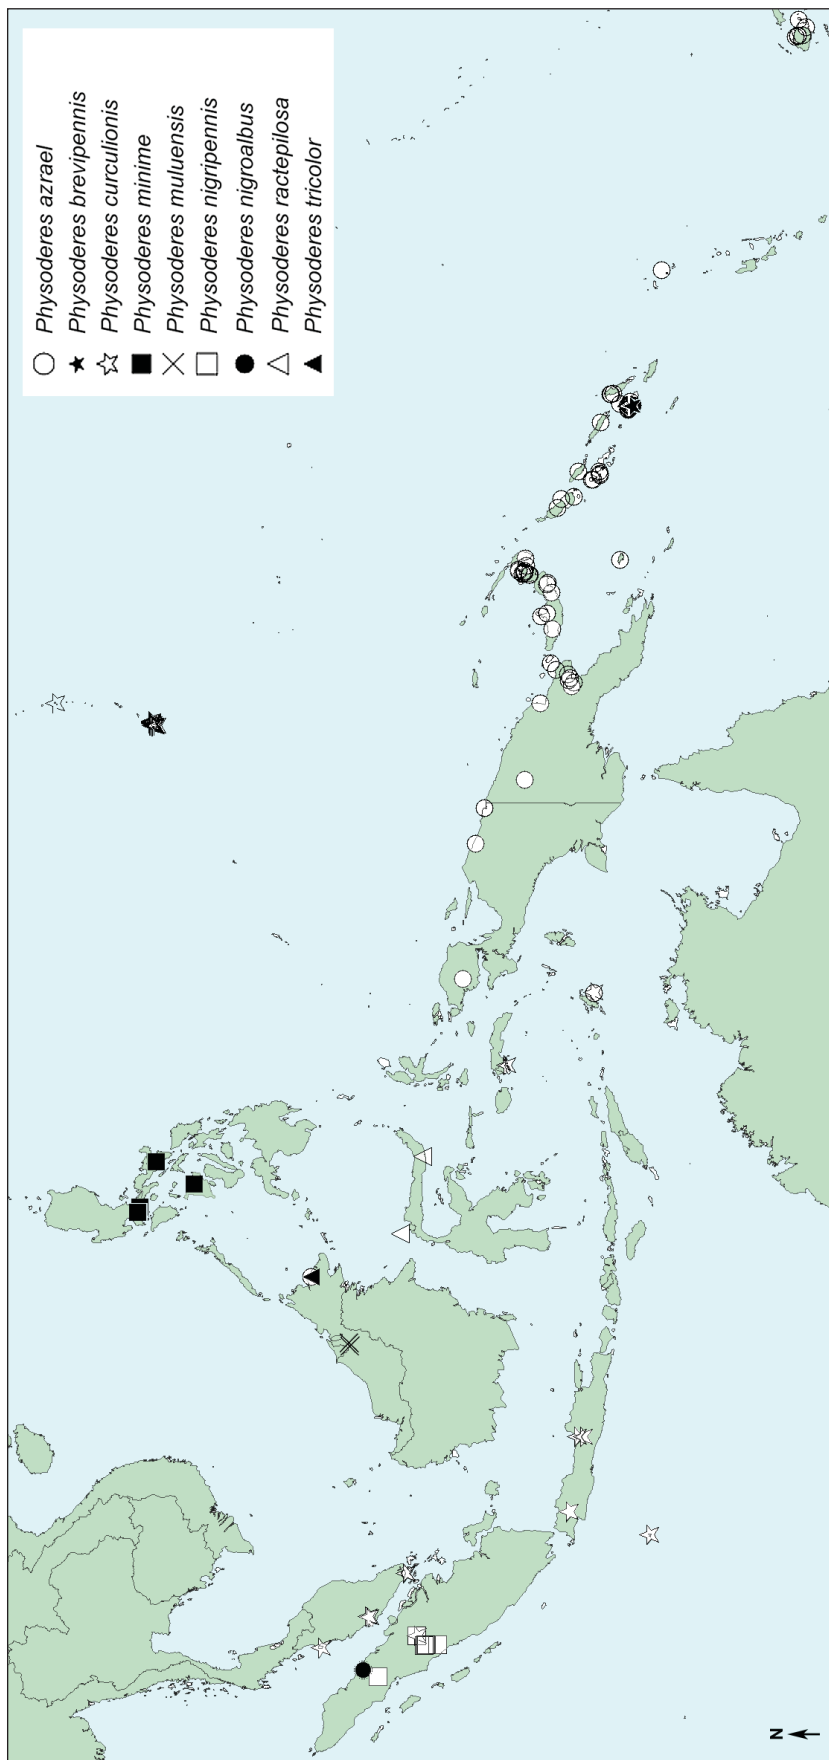 Physoderes azrael
Physoderes brevipennis
Physoderes curculionis
Physoderes minime
Physoderes muluensis
Physoderes nigripennis
Physoderes nigroalbus
Physoderes ractepilosa
Physoderes tricolor
N